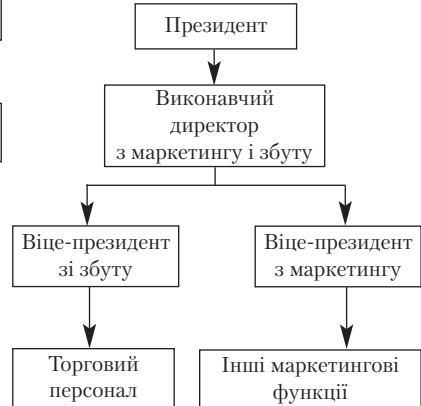 Президент
Виконавчий
директор
з маркетингу і збуту
Віце-президент
зі збуту
Віце-президент
з маркетингу
Торговий
персонал
Інші маркетингові
функції